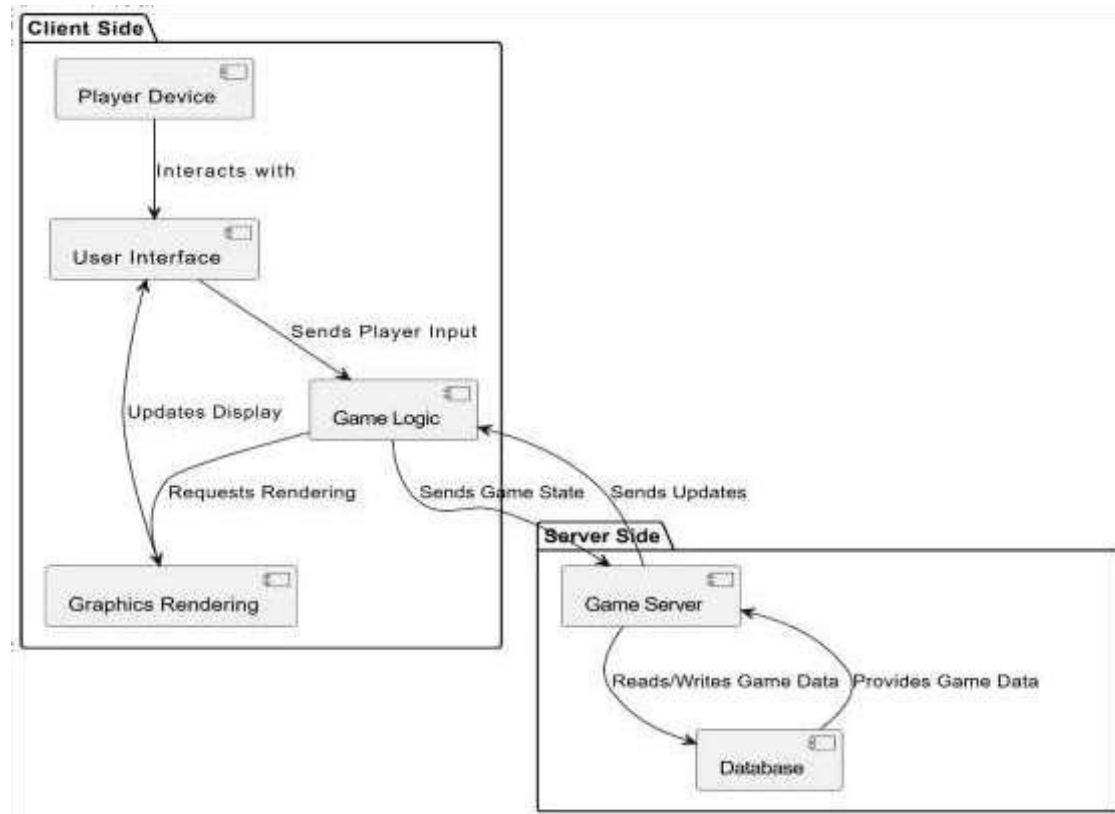 Client Side
Player Device
Interacts with
User Interface
Sends Player Input
Updates Display
Game Logic
Requests Rendering
Sends Game State
Sends Updates
Server Side
Graphics Rendering
Game Server
Reads/Writes Game Data
Provides Game Data
Database